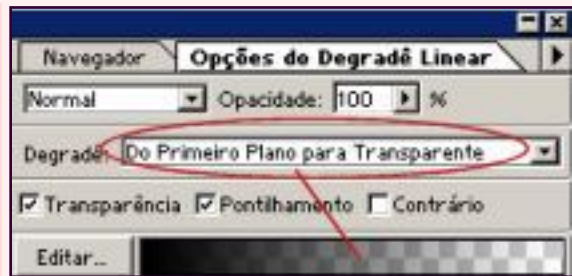 Navegador Opções do Degradê Linear
Normal Opacidade: 100 %
Degradê: Do Primeiro Plano para Transparente
Transparência Pontilhamento Contrário
Editar...